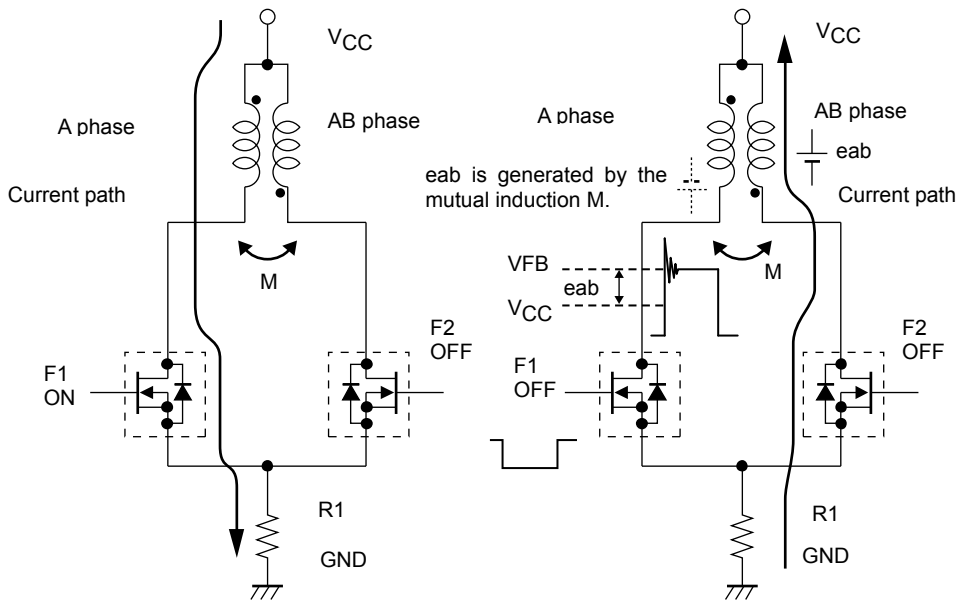 VCC
A phase
AB phase
Current path
M
F1
ON
F2
OFF
R1
GND
VCC
A phase
AB phase
eab
eab is generated by the
mutual induction M.
Current path
VFB
eab
VCC
M
F1
OFF
F2
OFF
R1
GND